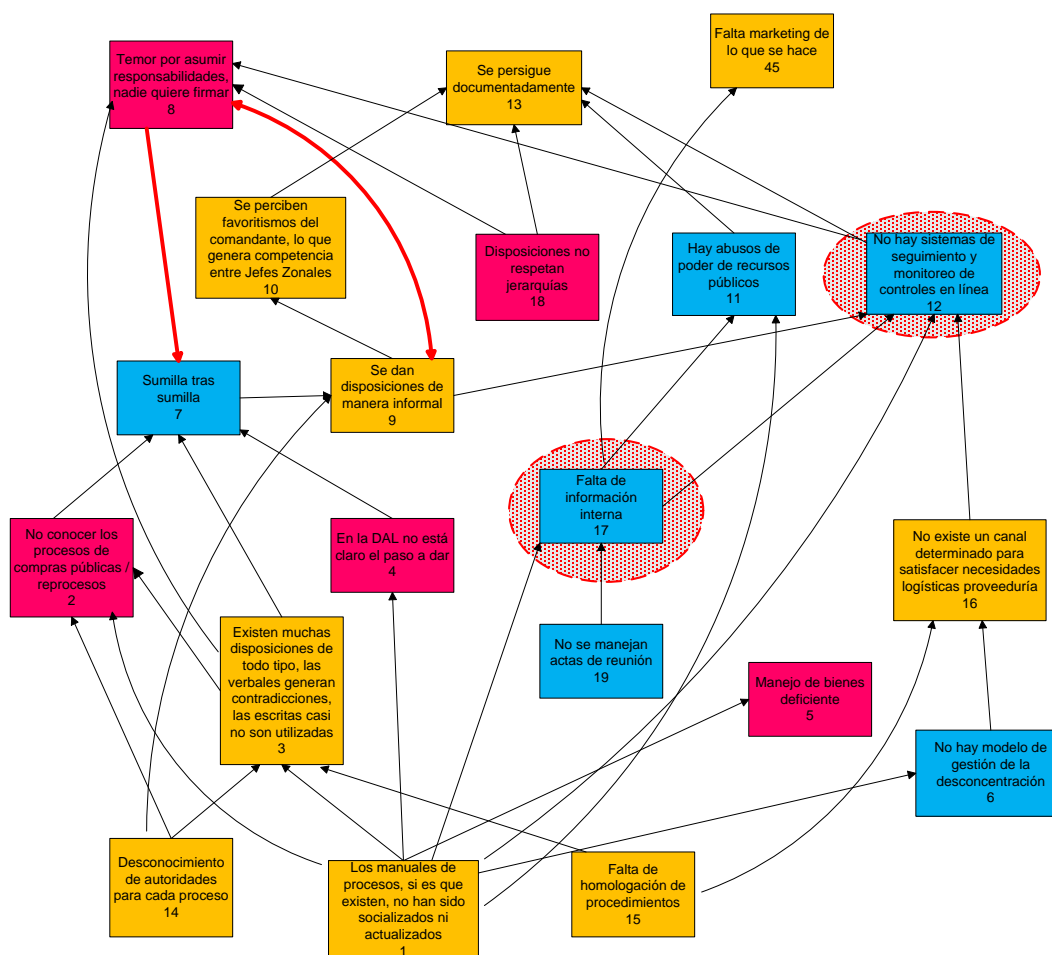 Falta marketing de
lo que se hace
45
Temor por asumir
responsabilidades,
nadie quiere firmar
8
Se persigue
documentadamente
13
Se perciben
favoritismos del
comandante, lo que
genera competencia
entre Jefes Zonales
10
Disposiciones no
respetan
jerarquías
18
Hay abusos de
poder de recursos
públicos
11
No hay sistemas de
seguimiento y
monitoreo de
controles en línea
12
Sumilla tras
sumilla
7
Se dan
disposiciones de
manera informal
9
Falta de
información
interna
17
No conocer los
procesos de
compras públicas /
reprocesos
2
En la DAL no está
claro el paso a dar
4
No existe un canal
determinado para
satisfacer necesidades
logísticas proveeduría
16
Existen muchas
disposiciones de
todo tipo, las
verbales generan
contradicciones,
las escritas casi
no son utilizadas
3
No se manejan
actas de reunión
19
Manejo de bienes
deficiente
5
No hay modelo de
gestión de la
desconcentración
6
Desconocimiento
de autoridades
para cada proceso
14
Los manuales de
procesos, si es que
existen, no han sido
socializados ni
actualizados
1
Falta de
homologación de
procedimientos
15